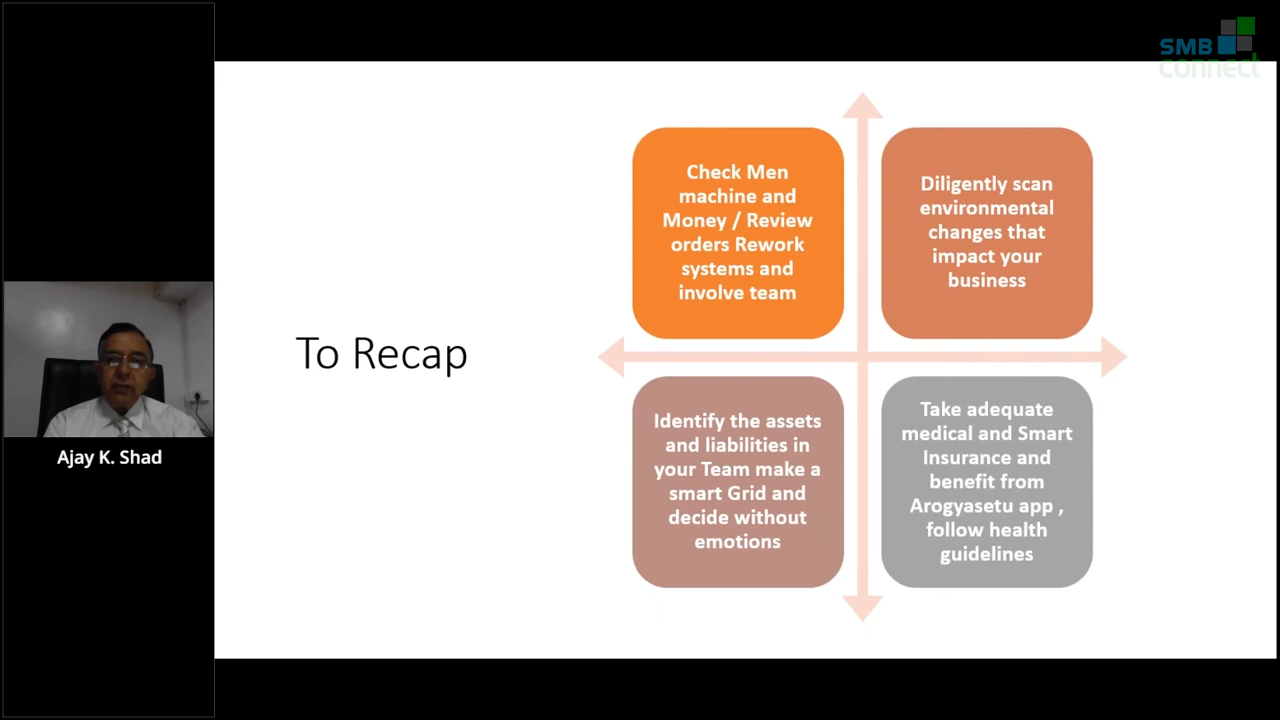 SMB
connect
Check Men
machine and
Money / Review
orders Rework
systems and
involve team
Diligently scan
environmental
changes that
impact your
business
To Recap
Identify the assets
and liabilities in
your Team make a
smart Grid and
decide without
emotions
Take adequate
medical and Smart
Insurance and
benefit from
Arogyasetu app ,
follow health
guidelines
Ajay K. Shad